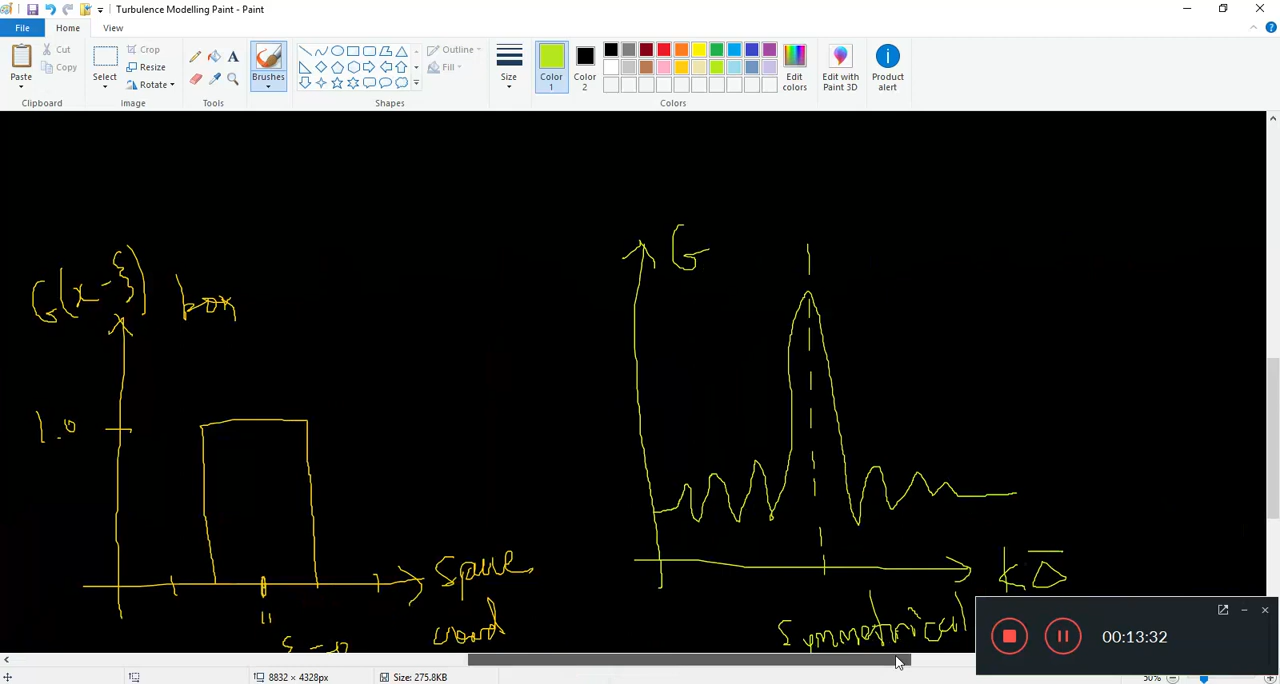 Turbulence Modelling Paint - Paint
File
Home
View
Paste
Cut
Copy
Clipboard
Select
Crop
Resize
Rotate
Image
A
Tools
Brushes
Shapes
Outline
Fill
Size
Color 1
Color 2
Edit colors
Colors
Edit with Paint 3D
Product alert
G(x-ξ) box
1.0
Space
coord
G
k Δ
Symmetrical
00:13:32
8832 × 4328px
Size: 275.8KB
50%